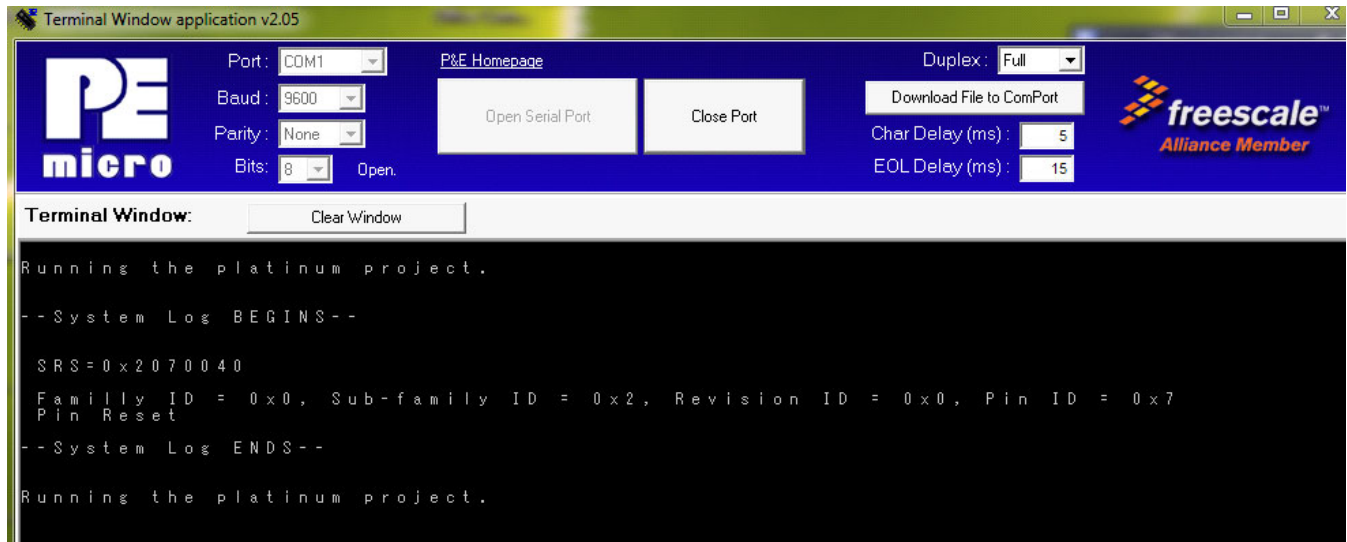 Terminal Window application v2.05
PE
micro
Port : COM1
Baud : 9600
Parity : None
Bits: 8 Open.
P&E Homepage
Open Serial Port
Close Port
Duplex : Full
Download File to ComPort
Char Delay (ms) : 5
EOL Delay (ms) : 15
freescale™
Alliance Member
Terminal Window:
Clear Window
Running the platinum project.
--System Log BEGINS--
SRS=0x2070040
Familly ID = 0x0, Sub-family ID = 0x2, Revision ID = 0x0, Pin ID = 0x7
Pin Reset
--System Log ENDS--
Running the platinum project.